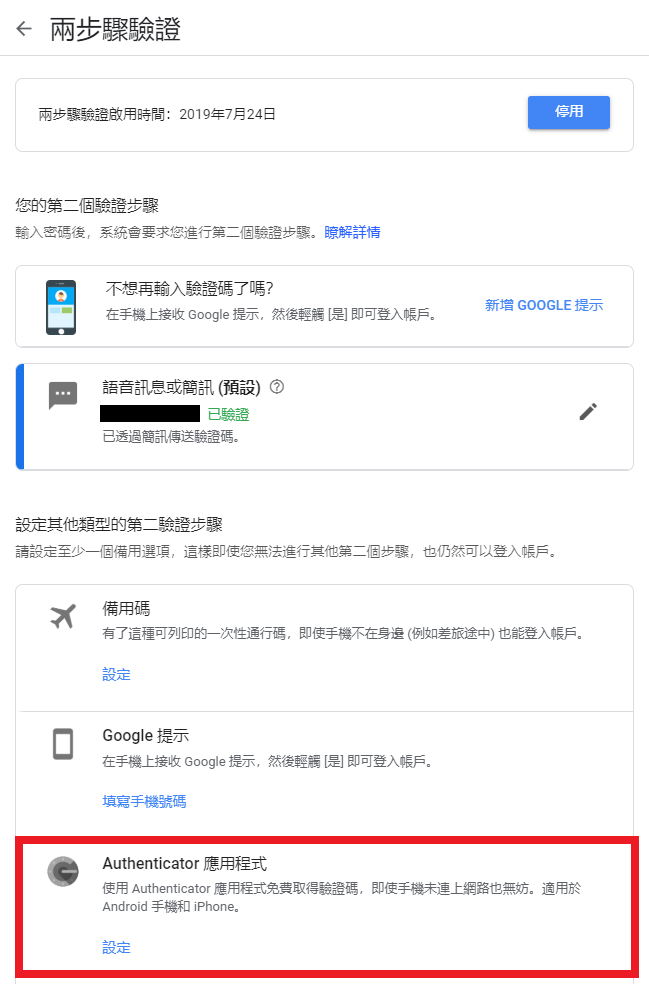 兩步驟驗證
兩步驟驗證啟用時間：2019年7月24日
停用
您的第二個驗證步驟
輸入密碼後，系統會要求您進行第二個驗證步驟。瞭解詳情
不想再輸入驗證碼了嗎?
在手機上接收 Google 提示，然後輕觸 [是] 即可登入帳戶。
新增 GOOGLE 提示
語音訊息或簡訊 (預設)
已驗證
已透過簡訊傳送驗證碼。
設定其他類型的第二驗證步驟
請設定至少一個備用選項，這樣即使您無法進行其他第二個步驟，也仍然可以登入帳戶。
備用碼
有了這種可列印的一次性通行碼，即使手機不在身邊 (例如差旅途中) 也能登入帳戶。
設定
Google 提示
在手機上接收 Google 提示，然後輕觸 [是] 即可登入帳戶。
填寫手機號碼
Authenticator 應用程式
使用 Authenticator 應用程式免費取得驗證碼，即使手機未連上網路也無妨。適用於
Android 手機和 iPhone。
設定